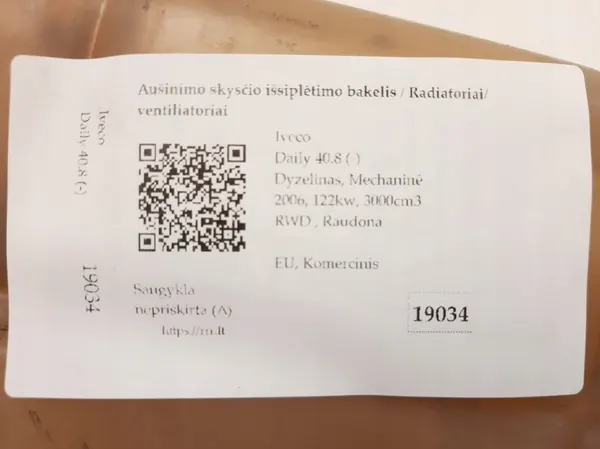 Aušinimo skysčio išsiplėtimo bakelis / Radiatoriai/
ventiliatoriai
Iveco
Daily 40.8 (-)
Dyzelinas, Mechaninė
2006, 122kw, 3000cm3
RWD , Raudona
EU, Komercinis
Saugykla
nepriskirta (A)
https://rrr.lt
19034
Iveco
Daily 40.8 (-)
19034